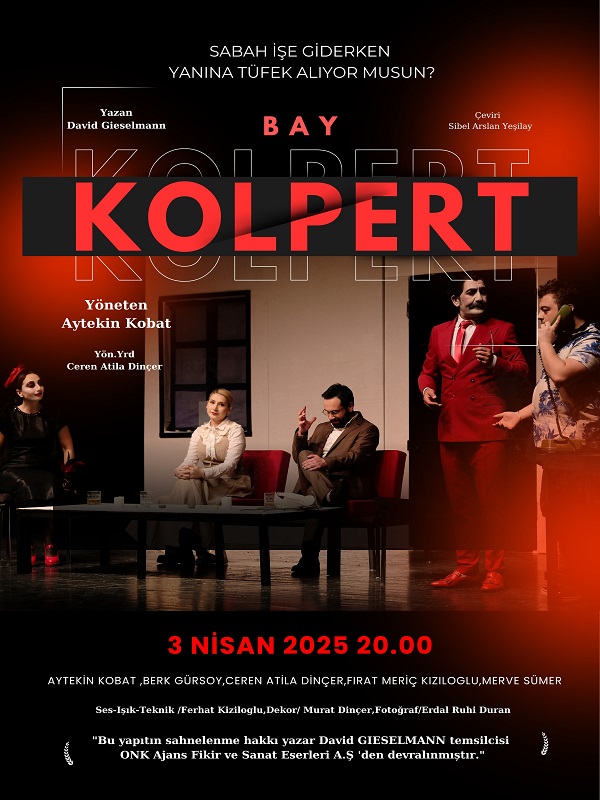 SABAH İŞE GİDERKEN
YANINA TÜFEK ALIYOR MUSUN?
Yazan
David Gieselmann
Çeviri
Sibel Arslan Yeşilay
BAY
KOLPERT
KOLPERT
Yöneten
Aytekin Kobat
Yön.Yrd
Ceren Atila Dinçer
3 NİSAN 2025 20.00
AYTEKİN KOBAT ,BERK GÜRSOY,CEREN ATİLA DİNÇER,FIRAT MERİÇ KIZILOGLU,MERVE SÜMER
Ses-Işık-Teknik /Ferhat Kiziloglu,Dekor/ Murat Dinçer,Fotoğraf/Erdal Ruhi Duran
"Bu yapıtın sahnelenme hakkı yazar David GIESELMANN temsilcisi
ONK Ajans Fikir ve Sanat Eserleri A.Ş 'den devralınmıştır."